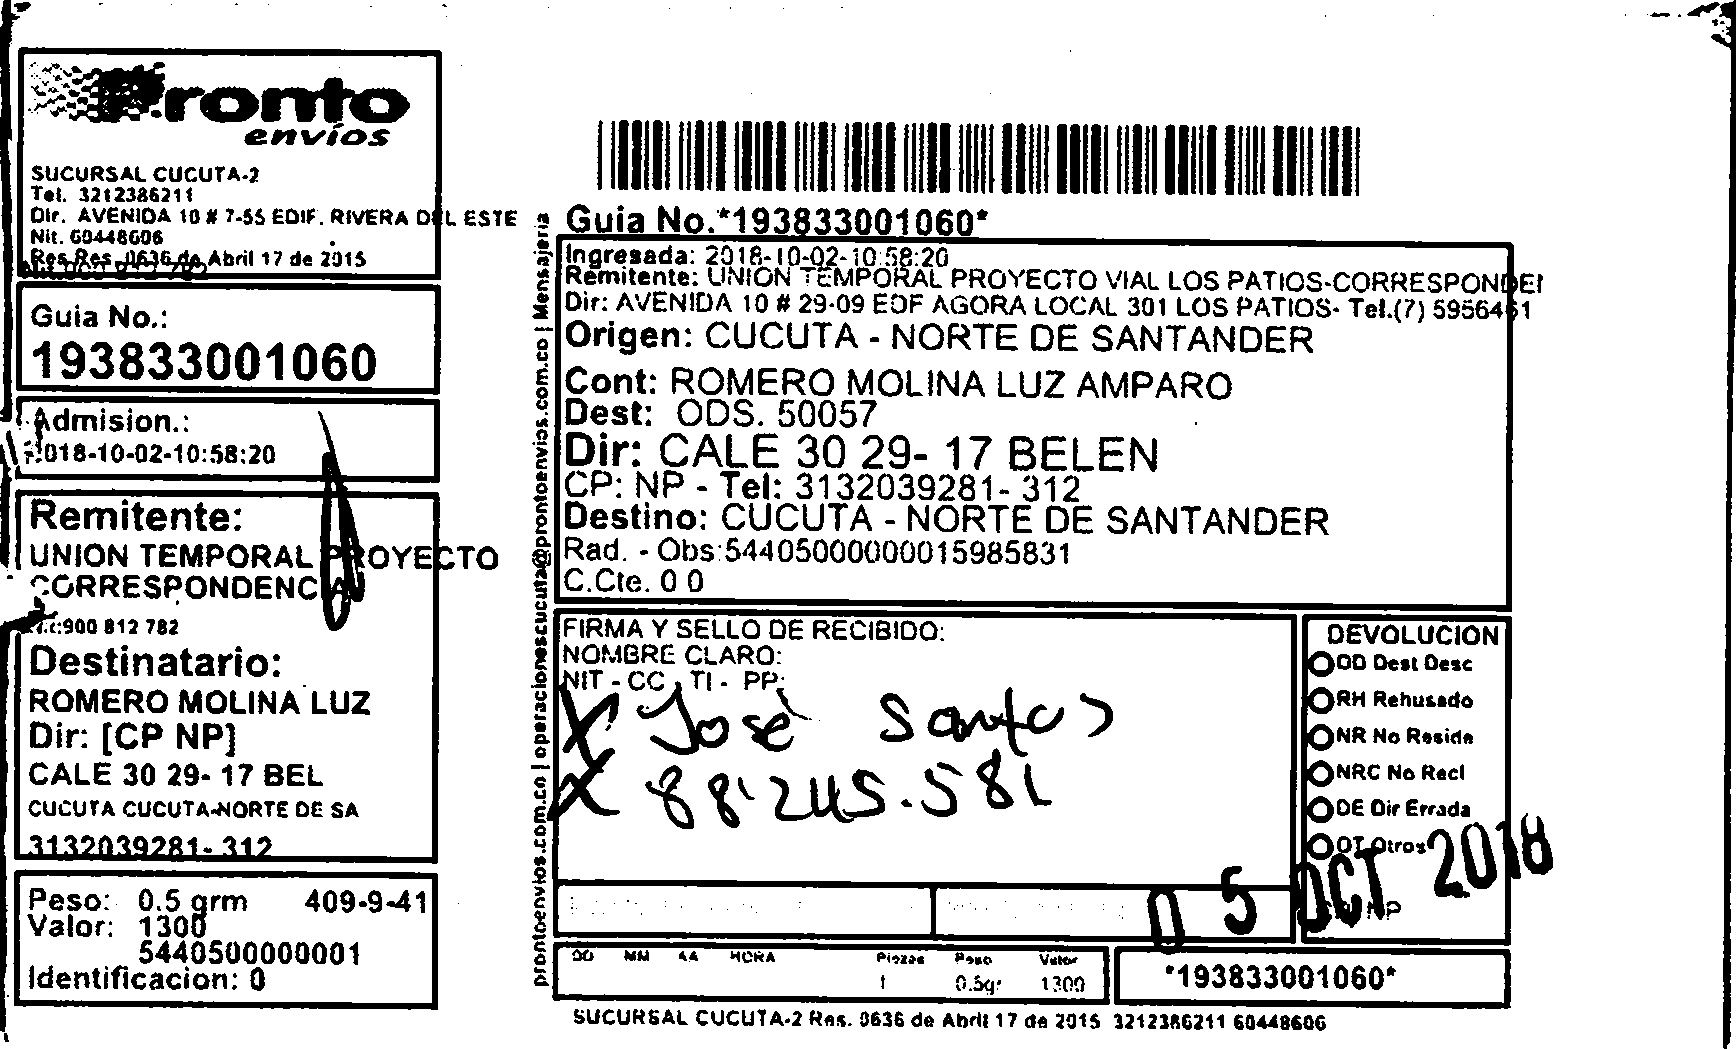 Pronto
envíos
SUCURSAL CUCUTA-2
Tel. 3212386211
Dir. AVENIDA 10 # 7-55 EDIF. RIVERA DEL ESTE
Nit. 60448606
Res Res. 0636 de Abril 17 de 2015
Guia No.:
193833001060
Admision.:
2018-10-02-10:58:20
Remitente:
UNION TEMPORAL PROYECTO
CORRESPONDENCIA
900 812 782
Destinatario:
ROMERO MOLINA LUZ
Dir: [CP NP]
CALE 30 29- 17 BEL
CUCUTA CUCUTA-NORTE DE SA
3132039281- 312
Peso: 0.5 grm 409-9-41
Valor: 1300
5440500000001
Identificacion: 0
prontoenvios.com.co | operacionescucuta@prontoenvios.com.co | Mensajeria
Guia No.*193833001060*
Ingresada: 2018-10-02-10:58:20
Remitente: UNION TEMPORAL PROYECTO VIAL LOS PATIOS-CORRESPONDEN
Dir: AVENIDA 10 # 29-09 EDF AGORA LOCAL 301 LOS PATIOS- Tel.(7) 5956461
Origen: CUCUTA - NORTE DE SANTANDER
Cont: ROMERO MOLINA LUZ AMPARO
Dest: ODS. 50057
Dir: CALE 30 29- 17 BELEN
CP: NP - Tel: 3132039281- 312
Destino: CUCUTA - NORTE DE SANTANDER
Rad. - Obs:54405000000015985831
C.Cte. 0 0
FIRMA Y SELLO DE RECIBIDO:
NOMBRE CLARO:
NIT - CC - TI - PP:
X José Santos
X 88'245.581
DEVOLUCION
DD Dest Desc
RH Rehusado
NR No Reside
NRC No Recl
DE Dir Errada
OT Otros
05 OCT 2018
NP
DD MM AA HORA Piezas Peso Valor
1 0.5gr 1300
*193833001060*
SUCURSAL CUCUTA-2 Res. 0636 de Abril 17 de 2015 3212386211 60448606